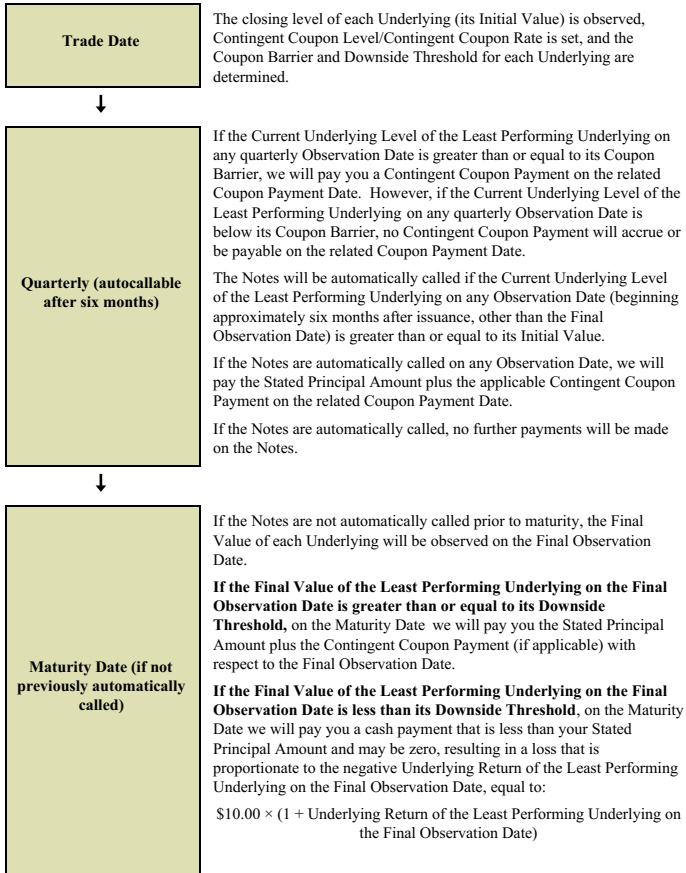 Trade Date
The closing level of each Underlying (its Initial Value) is observed,
Contingent Coupon Level/Contingent Coupon Rate is set, and the
Coupon Barrier and Downside Threshold for each Underlying are
determined.
Quarterly (autocallable
after six months)
If the Current Underlying Level of the Least Performing Underlying on
any quarterly Observation Date is greater than or equal to its Coupon
Barrier, we will pay you a Contingent Coupon Payment on the related
Coupon Payment Date. However, if the Current Underlying Level of the
Least Performing Underlying on any quarterly Observation Date is
below its Coupon Barrier, no Contingent Coupon Payment will accrue or
be payable on the related Coupon Payment Date.
The Notes will be automatically called if the Current Underlying Level
of the Least Performing Underlying on any Observation Date (beginning
approximately six months after issuance, other than the Final
Observation Date) is greater than or equal to its Initial Value.
If the Notes are automatically called on any Observation Date, we will
pay the Stated Principal Amount plus the applicable Contingent Coupon
Payment on the related Coupon Payment Date.
If the Notes are automatically called, no further payments will be made
on the Notes.
Maturity Date (if not
previously automatically
called)
If the Notes are not automatically called prior to maturity, the Final
Value of each Underlying will be observed on the Final Observation
Date.
If the Final Value of the Least Performing Underlying on the Final
Observation Date is greater than or equal to its Downside
Threshold, on the Maturity Date we will pay you the Stated Principal
Amount plus the Contingent Coupon Payment (if applicable) with
respect to the Final Observation Date.
If the Final Value of the Least Performing Underlying on the Final
Observation Date is less than its Downside Threshold, on the Maturity
Date we will pay you a cash payment that is less than your Stated
Principal Amount and may be zero, resulting in a loss that is
proportionate to the negative Underlying Return of the Least Performing
Underlying on the Final Observation Date, equal to:
$10.00 × (1 + Underlying Return of the Least Performing Underlying on
the Final Observation Date)